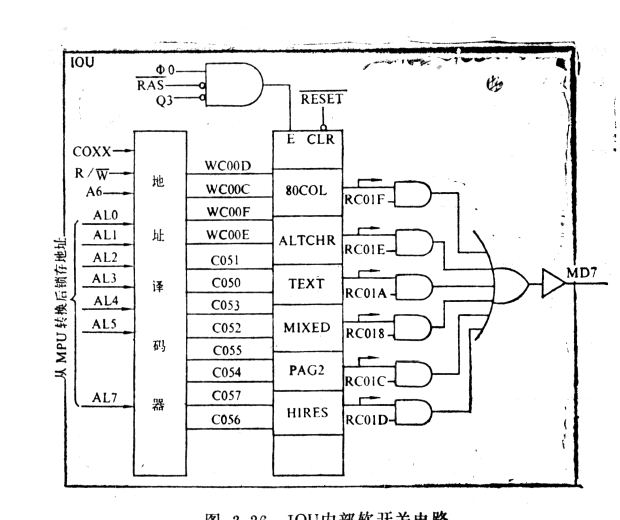 IOU
Φ0
RAS
Q3
RESET
E CLR
COXX
R/W
A6
AL0
AL1
AL2
AL3
AL4
AL5
AL7
从MPU转换后锁存地址
地址译码器
WC00D
WC00C
WC00F
WC00E
C051
C050
C053
C052
C055
C054
C057
C056
80COL
ALTCHR
TEXT
MIXED
PAG2
HIRES
RC01F
RC01E
RC01A
RC018
RC01C
RC01D
MD7
图 3-26 IOU内部软开关电路